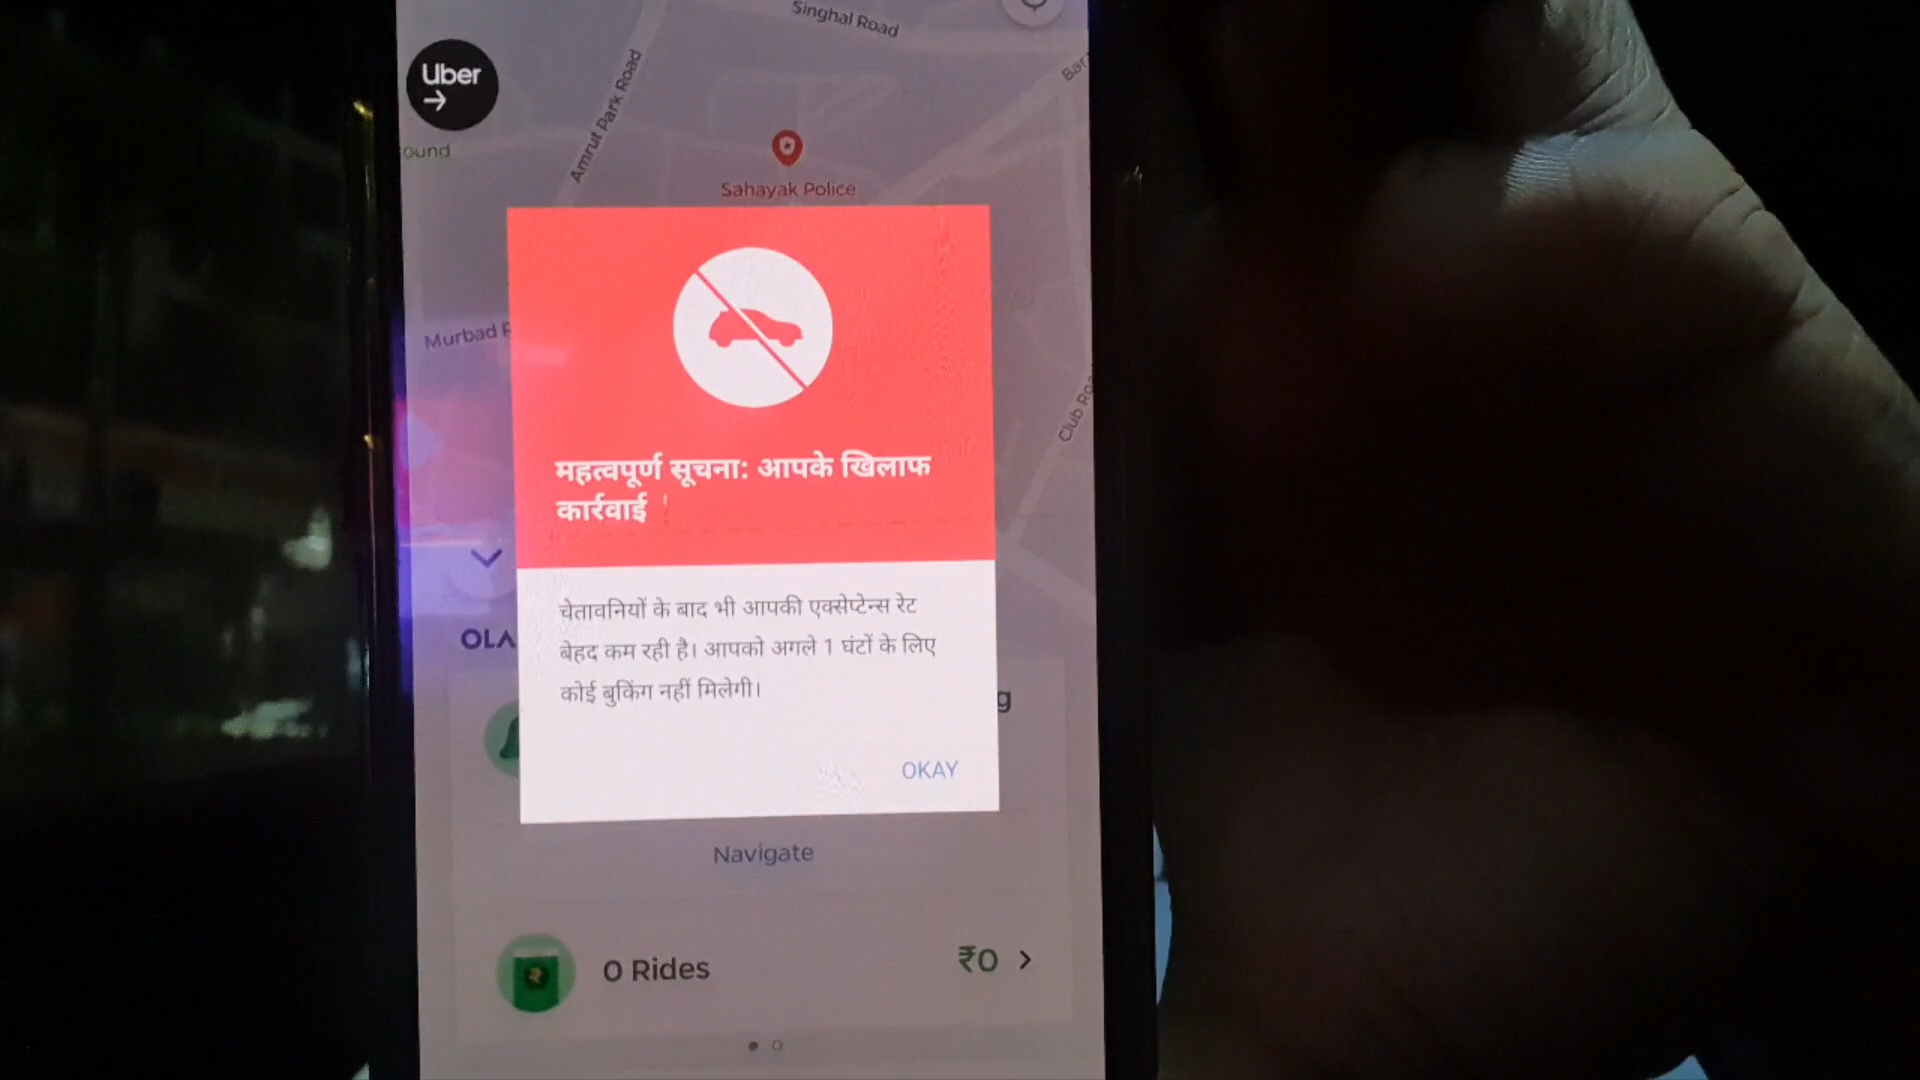 Singhal Road
Uber
Amrut Park Road
ound
Sahayak Police
Murbad
Club
महत्वपूर्ण सूचना: आपके खिलाफ
कार्रवाई !
चेतावनियों के बाद भी आपकी एक्सेप्टेन्स रेट
बेहद कम रही है। आपको अगले 1 घंटों के लिए
कोई बुकिंग नहीं मिलेगी।
OLA
g
OKAY
Navigate
0 Rides ₹0 >